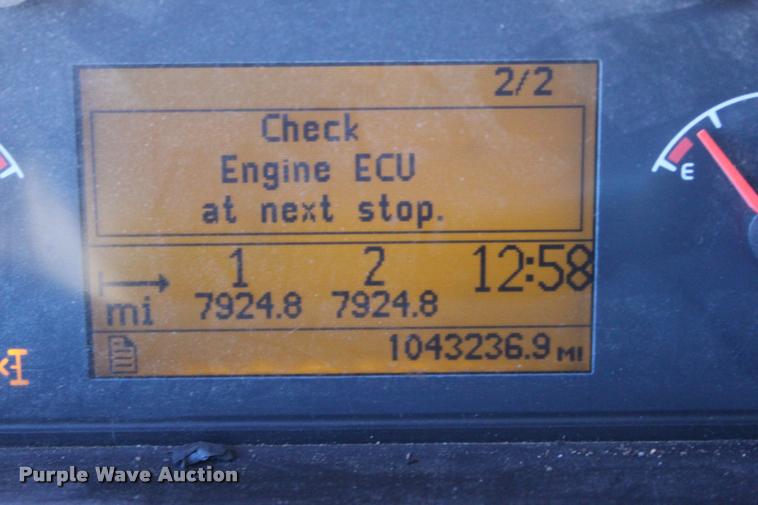 2/2
Check
Engine ECU
at next stop.
1 2 12:58
mi 7924.8 7924.8
1043236.9 MI
E
Purple Wave Auction